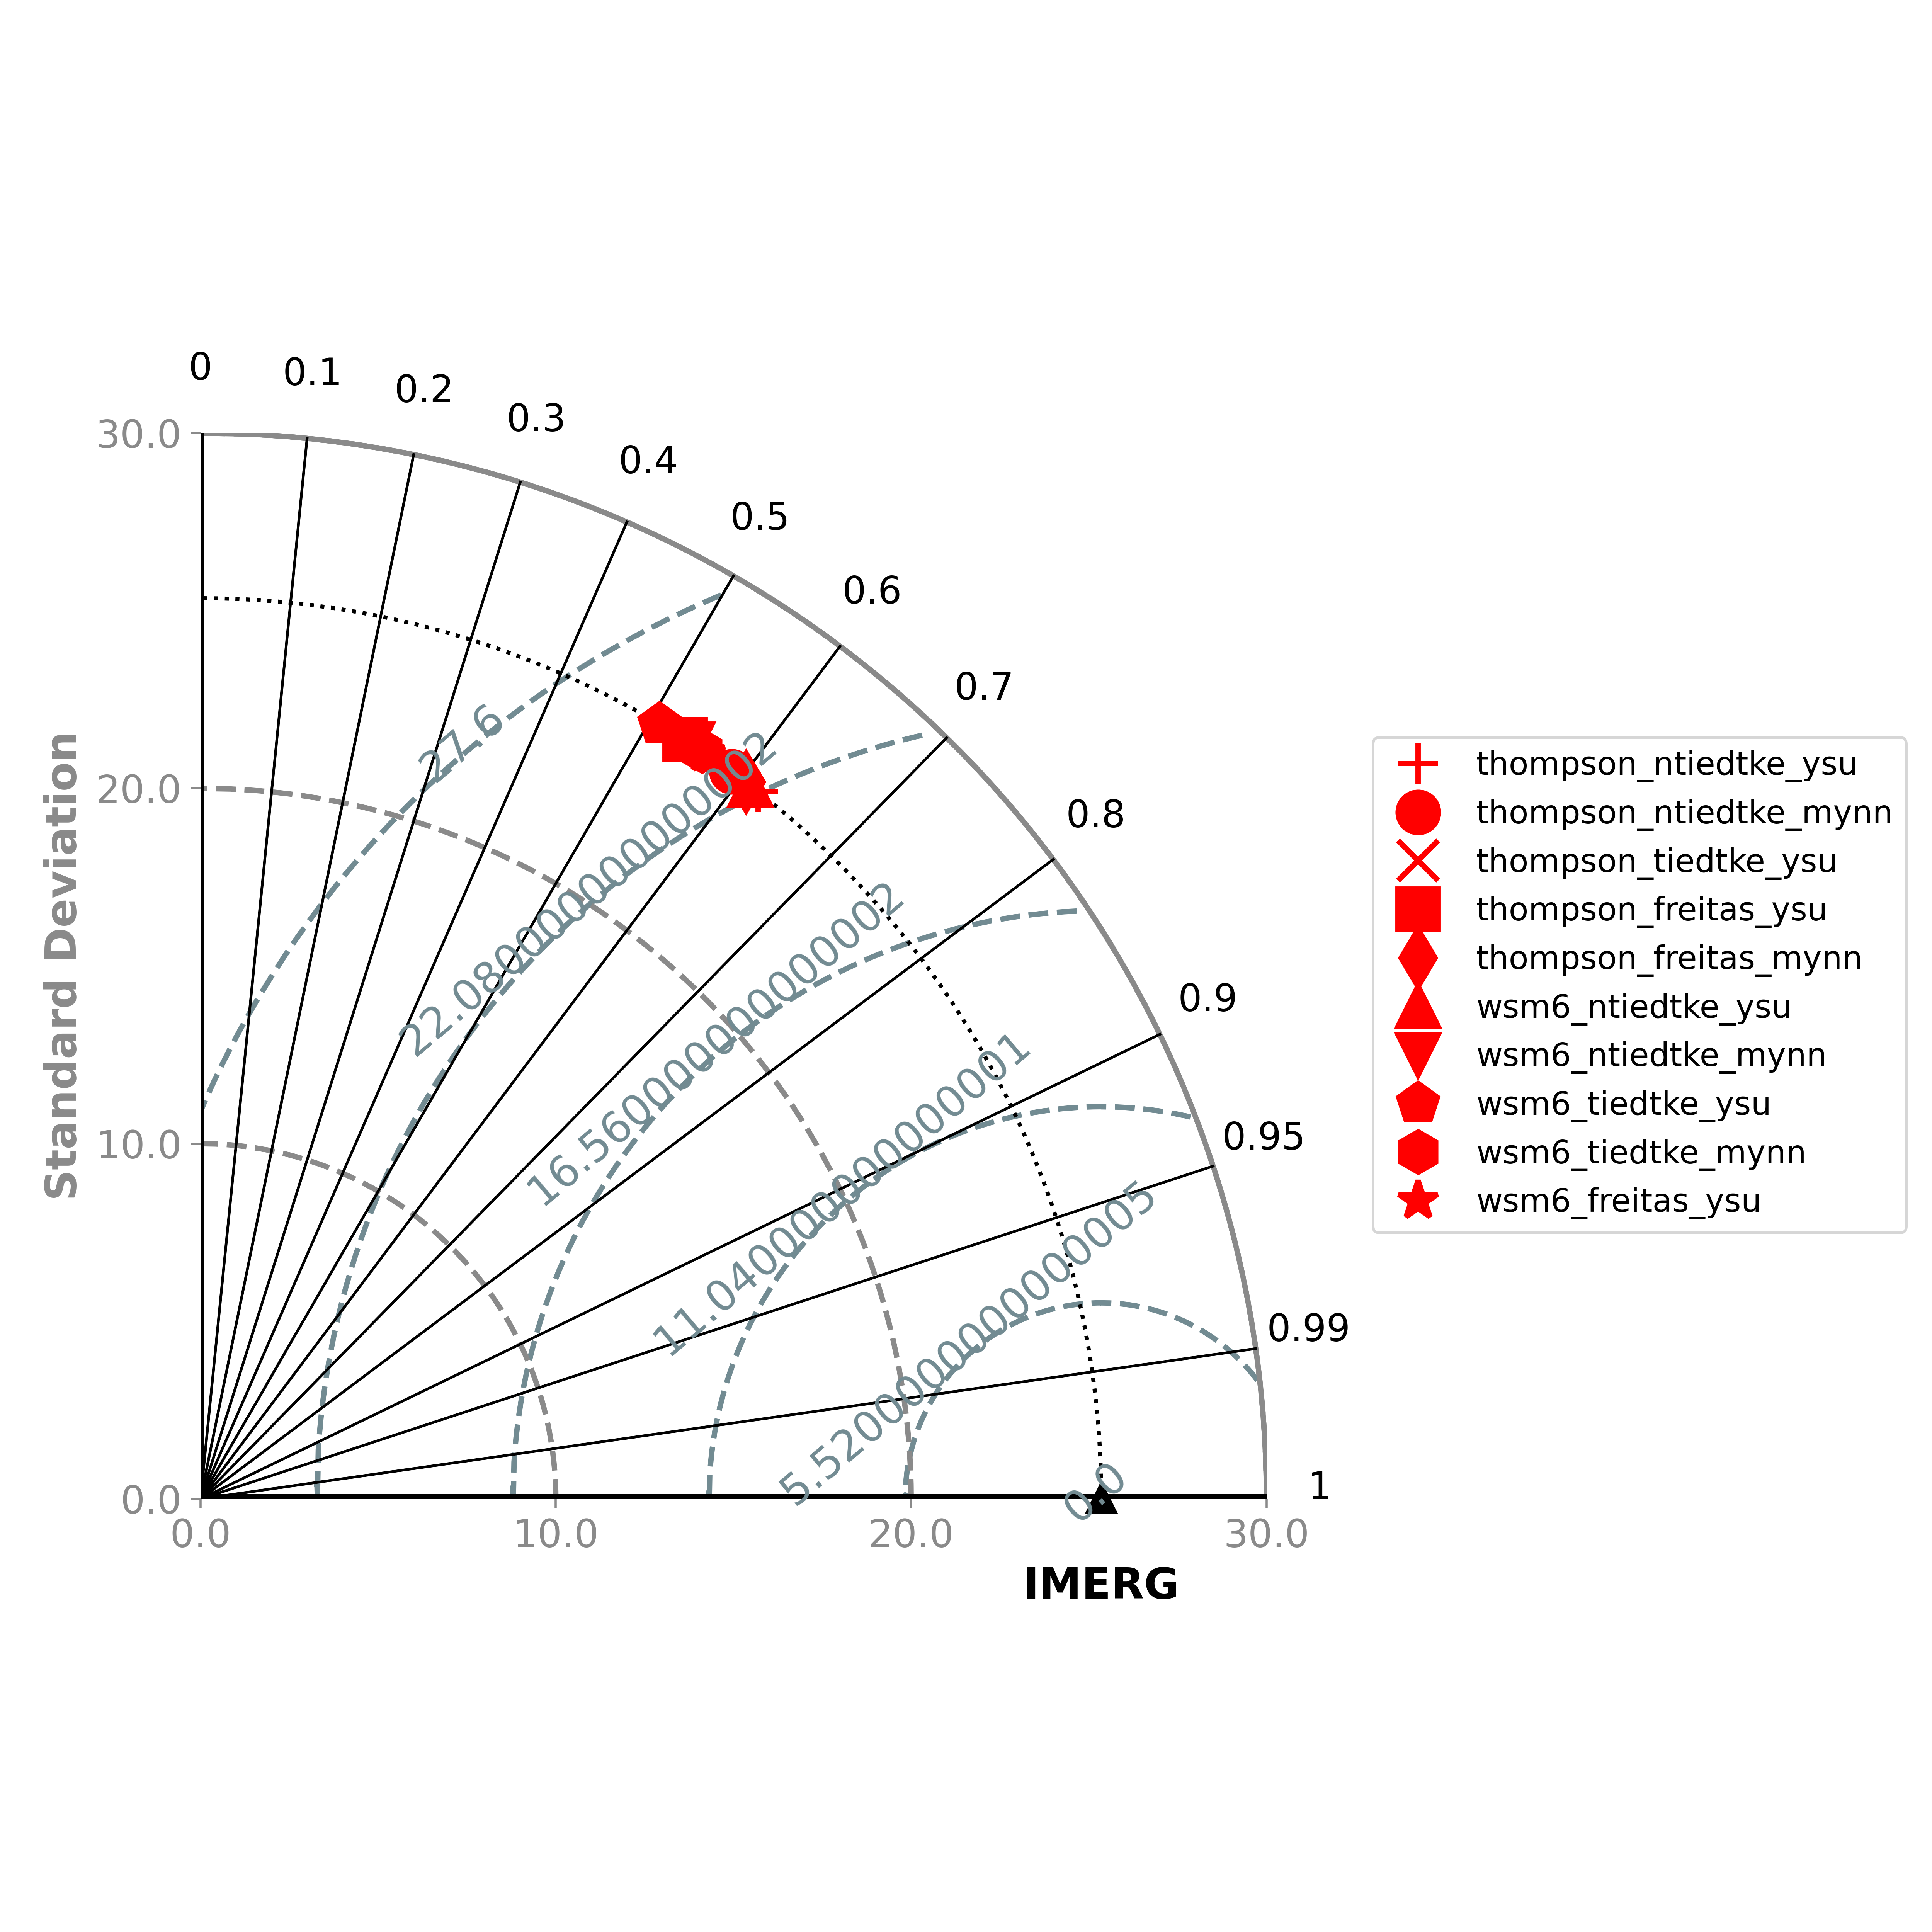 0
0.1
0.2
0.3
0.4
0.5
0.6
0.7
0.8
0.9
0.95
0.99
1
30.0
20.0
10.0
0.0
Standard Deviation
27.6
22.080000000000002
16.560000000000002
11.040000000000001
5.5200000000000005
0.0
0.0
10.0
20.0
30.0
IMERG
thompson_ntiedtke_ysu
thompson_ntiedtke_mynn
thompson_tiedtke_ysu
thompson_freitas_ysu
thompson_freitas_mynn
wsm6_ntiedtke_ysu
wsm6_ntiedtke_mynn
wsm6_tiedtke_ysu
wsm6_tiedtke_mynn
wsm6_freitas_ysu